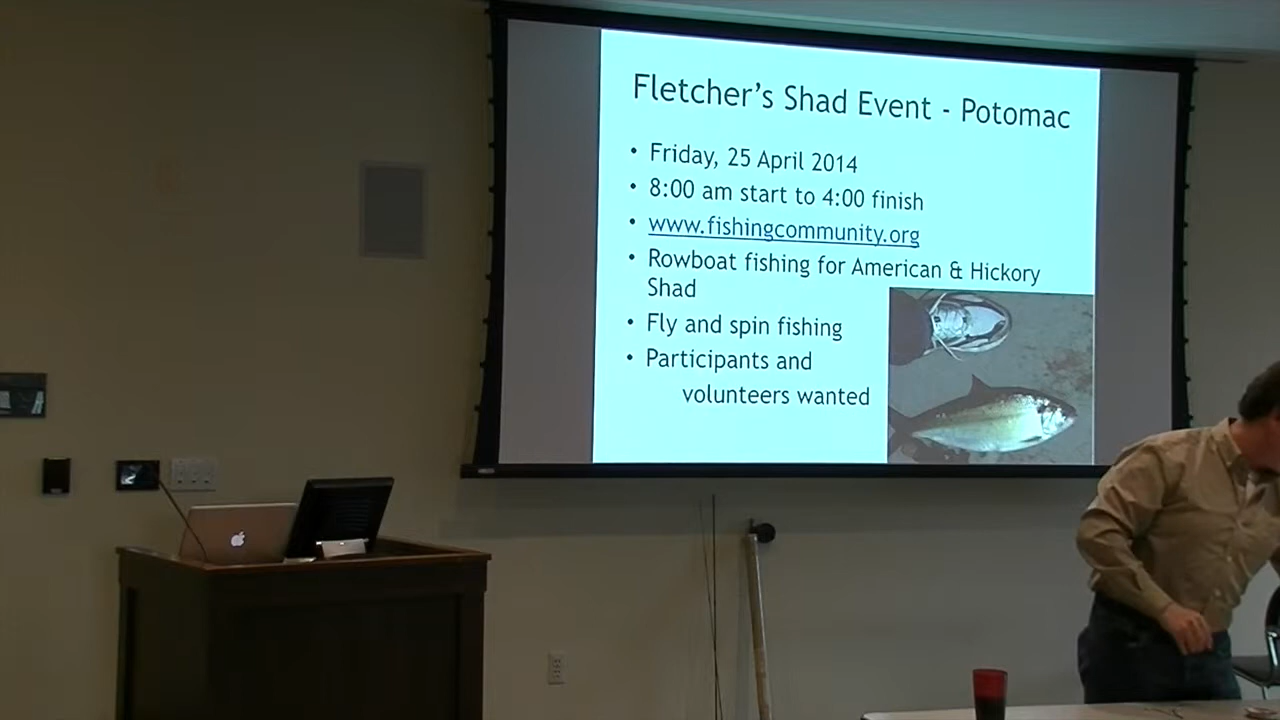 Fletcher's Shad Event - Potomac
• Friday, 25 April 2014
• 8:00 am start to 4:00 finish
• www.fishingcommunity.org
• Rowboat fishing for American & Hickory
Shad
• Fly and spin fishing
• Participants and
volunteers wanted